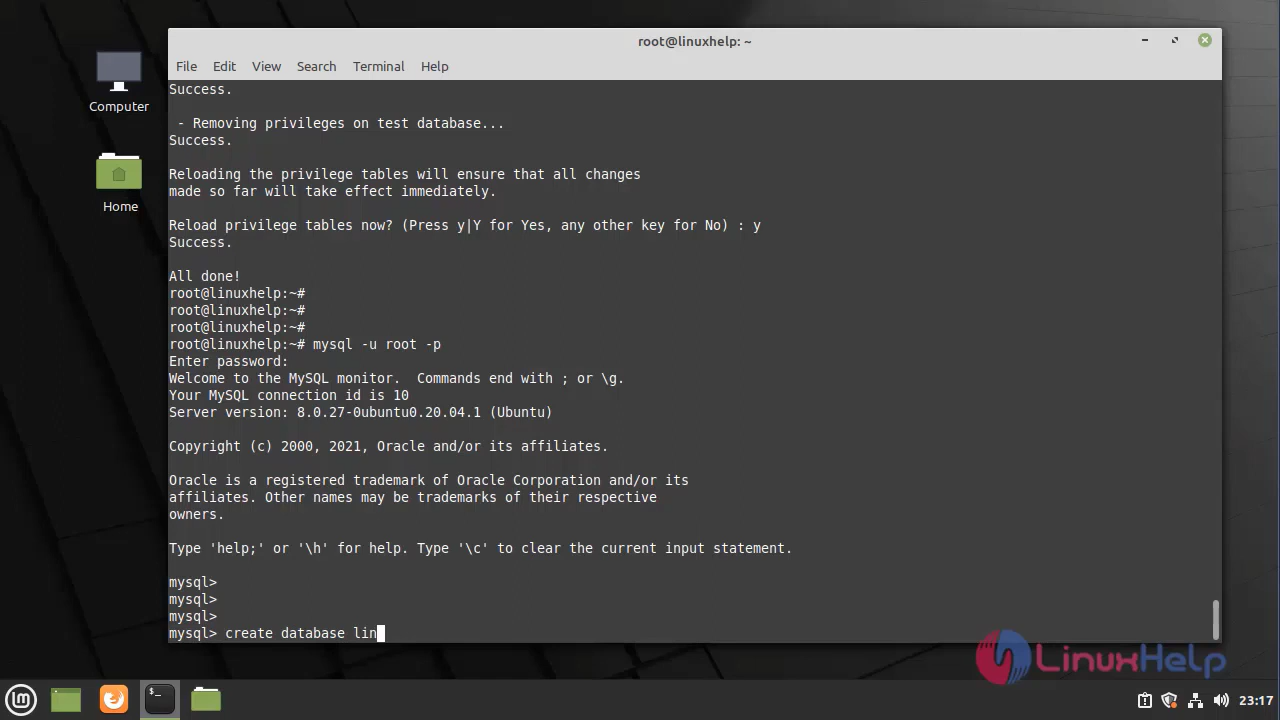 root@linuxhelp: ~
File Edit View Search Terminal Help
Computer
Home
Success.
- Removing privileges on test database...
Success.
Reloading the privilege tables will ensure that all changes
made so far will take effect immediately.
Reload privilege tables now? (Press y|Y for Yes, any other key for No) : y
Success.
All done!
root@linuxhelp:~#
root@linuxhelp:~#
root@linuxhelp:~#
root@linuxhelp:~# mysql -u root -p
Enter password:
Welcome to the MySQL monitor.  Commands end with ; or \g.
Your MySQL connection id is 10
Server version: 8.0.27-0ubuntu0.20.04.1 (Ubuntu)
Copyright (c) 2000, 2021, Oracle and/or its affiliates.
Oracle is a registered trademark of Oracle Corporation and/or its
affiliates. Other names may be trademarks of their respective
owners.
Type 'help;' or '\h' for help. Type '\c' to clear the current input statement.
mysql>
mysql>
mysql>
mysql> create database lin
LinuxHelp
23:17